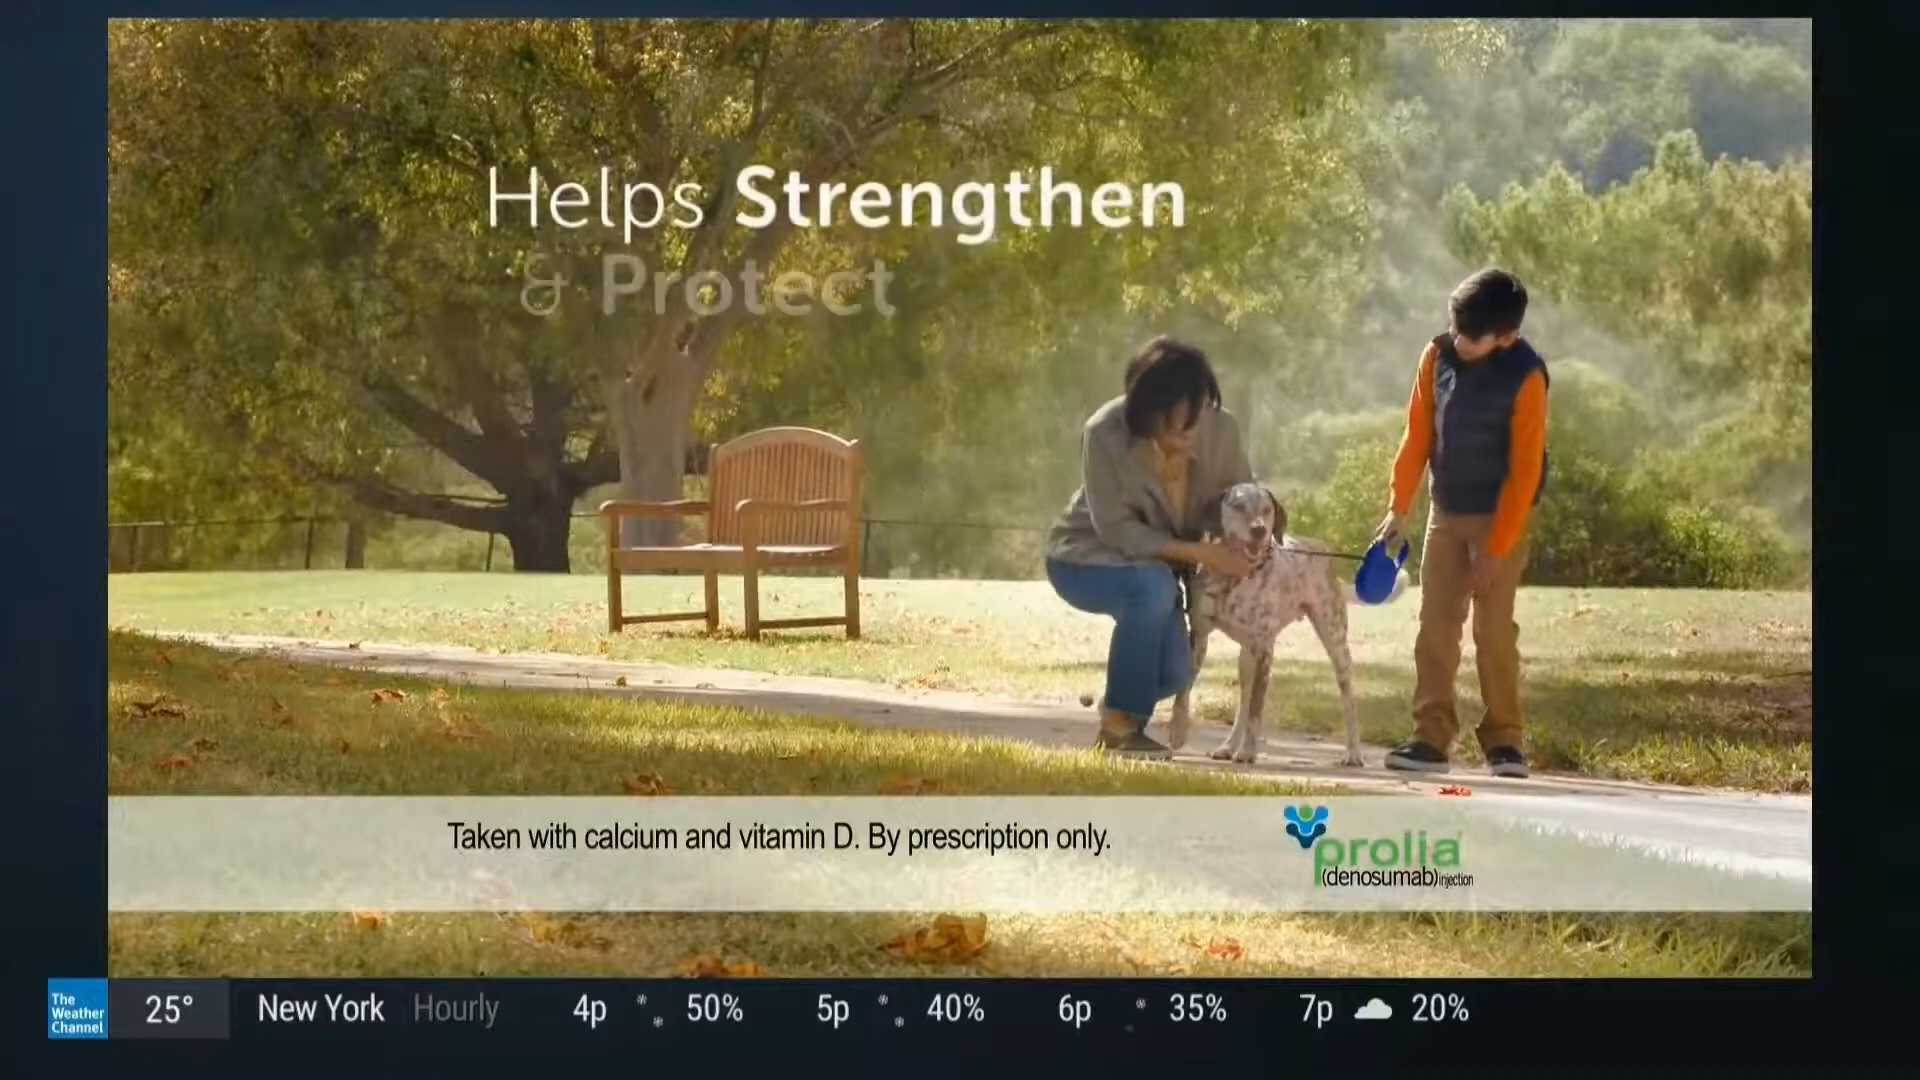 Helps Strengthen
& Protect
Taken with calcium and vitamin D. By prescription only.
prolia
(denosumab) injection
The
Weather
Channel
25° New York Hourly 4p 50% 5p 40% 6p 35% 7p 20%